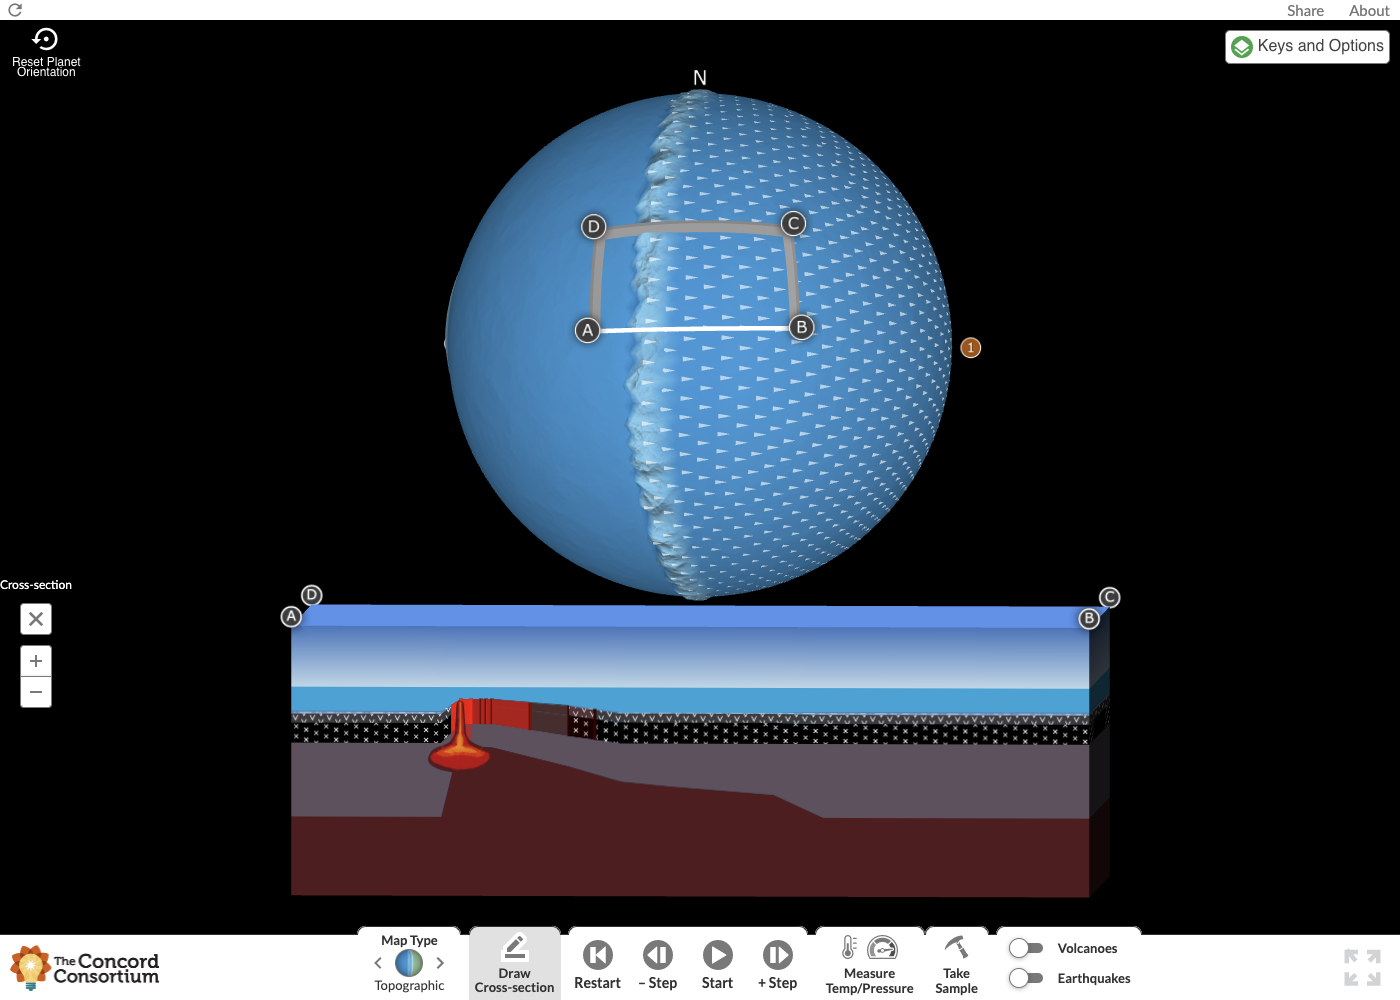 Share About
Reset Planet
Orientation
Keys and Options
N
D C
A B
1
Cross-section
D
A
C
B
The Concord
Consortium
Map Type
Topographic
Draw
Cross-section
Restart
– Step
Start
+ Step
Measure
Temp/Pressure
Take
Sample
Volcanoes
Earthquakes